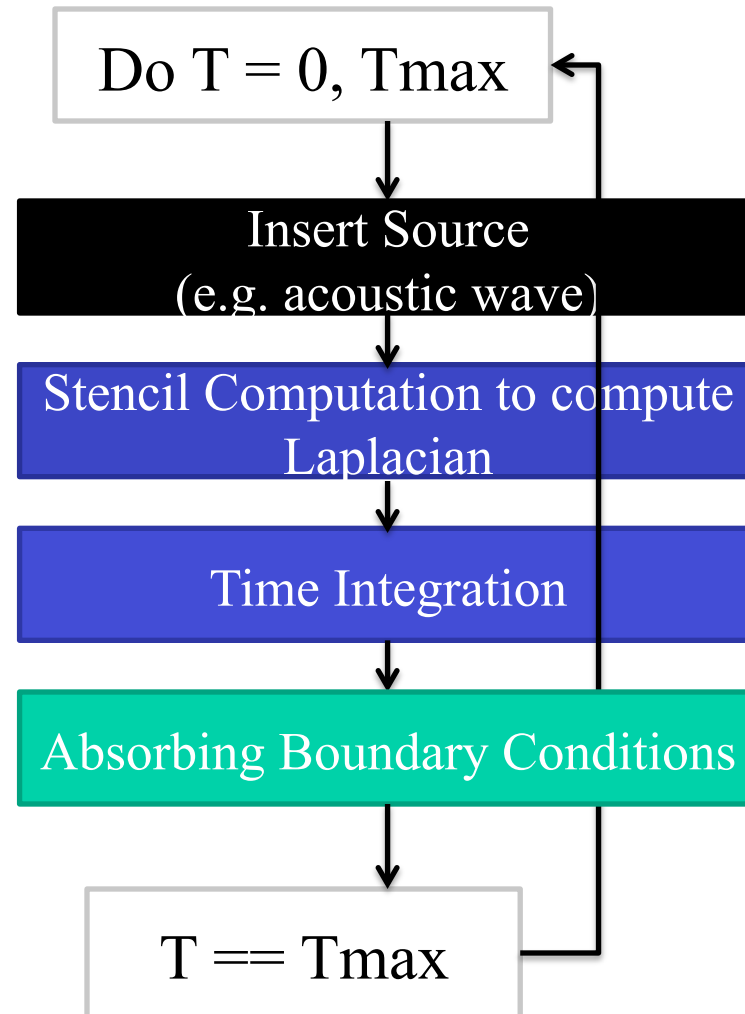 Do T = 0, Tmax
Insert Source
(e.g. acoustic wave)
Stencil Computation to compute
Laplacian
Time Integration
Absorbing Boundary Conditions
T == Tmax